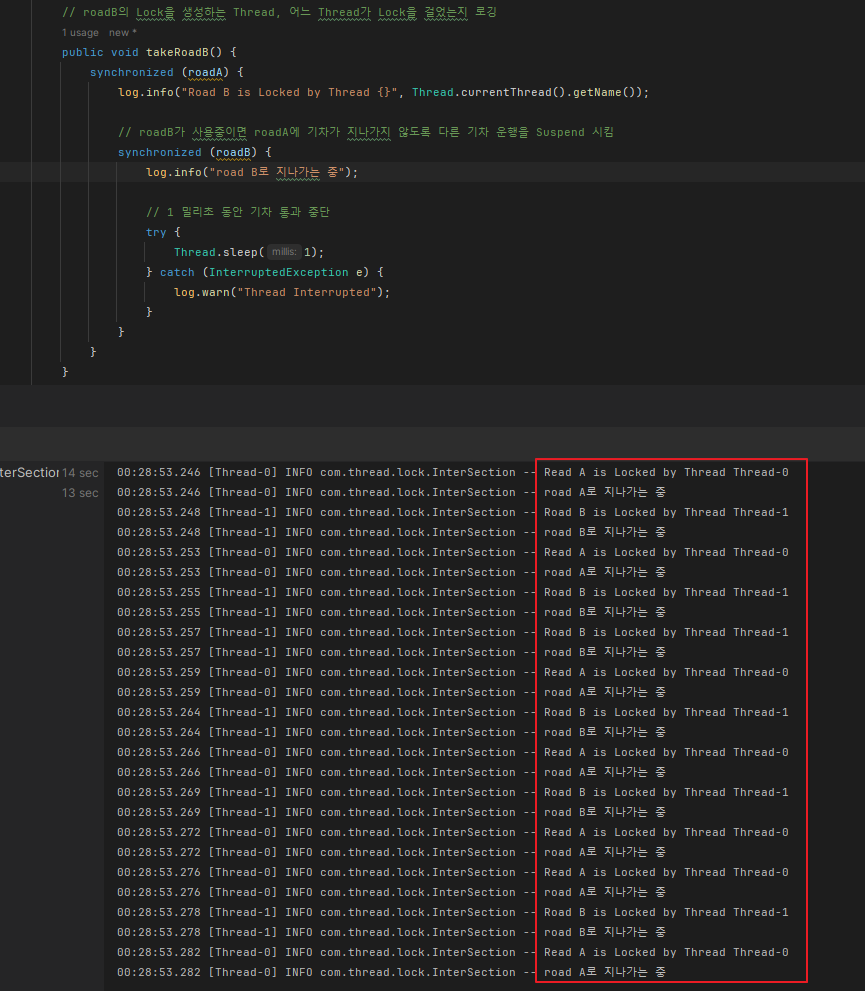 // roadB의 Lock을 생성하는 Thread, 어느 Thread가 Lock을 걸었는지 로깅
1 usage new *
public void takeRoadB() {
synchronized (roadA) {
log.info("Road B is Locked by Thread {}", Thread.currentThread().getName());
// roadB가 사용중이면 roadA에 기차가 지나가지 않도록 다른 기차 운행을 Suspend 시킴
synchronized (roadB) {
log.info("road B로 지나가는 중");
// 1 밀리초 동안 기차 통과 중단
try {
Thread.sleep( millis: 1);
} catch (InterruptedException e) {
log.warn("Thread Interrupted");
}
}
}
}
terSection 14 sec
13 sec
00:28:53.246 [Thread-0] INFO com.thread.lock.InterSection -- Read A is Locked by Thread Thread-0
00:28:53.246 [Thread-0] INFO com.thread.lock.InterSection -- road A로 지나가는 중
00:28:53.248 [Thread-1] INFO com.thread.lock.InterSection -- Road B is Locked by Thread Thread-1
00:28:53.248 [Thread-1] INFO com.thread.lock.InterSection -- road B로 지나가는 중
00:28:53.253 [Thread-0] INFO com.thread.lock.InterSection -- Read A is Locked by Thread Thread-0
00:28:53.253 [Thread-0] INFO com.thread.lock.InterSection -- road A로 지나가는 중
00:28:53.255 [Thread-1] INFO com.thread.lock.InterSection -- Road B is Locked by Thread Thread-1
00:28:53.255 [Thread-1] INFO com.thread.lock.InterSection -- road B로 지나가는 중
00:28:53.257 [Thread-1] INFO com.thread.lock.InterSection -- Road B is Locked by Thread Thread-1
00:28:53.257 [Thread-1] INFO com.thread.lock.InterSection -- road B로 지나가는 중
00:28:53.259 [Thread-0] INFO com.thread.lock.InterSection -- Read A is Locked by Thread Thread-0
00:28:53.259 [Thread-0] INFO com.thread.lock.InterSection -- road A로 지나가는 중
00:28:53.264 [Thread-1] INFO com.thread.lock.InterSection -- Road B is Locked by Thread Thread-1
00:28:53.264 [Thread-1] INFO com.thread.lock.InterSection -- road B로 지나가는 중
00:28:53.266 [Thread-0] INFO com.thread.lock.InterSection -- Read A is Locked by Thread Thread-0
00:28:53.266 [Thread-0] INFO com.thread.lock.InterSection -- road A로 지나가는 중
00:28:53.269 [Thread-1] INFO com.thread.lock.InterSection -- Road B is Locked by Thread Thread-1
00:28:53.269 [Thread-1] INFO com.thread.lock.InterSection -- road B로 지나가는 중
00:28:53.272 [Thread-0] INFO com.thread.lock.InterSection -- Read A is Locked by Thread Thread-0
00:28:53.272 [Thread-0] INFO com.thread.lock.InterSection -- road A로 지나가는 중
00:28:53.276 [Thread-0] INFO com.thread.lock.InterSection -- Read A is Locked by Thread Thread-0
00:28:53.276 [Thread-0] INFO com.thread.lock.InterSection -- road A로 지나가는 중
00:28:53.278 [Thread-1] INFO com.thread.lock.InterSection -- Road B is Locked by Thread Thread-1
00:28:53.278 [Thread-1] INFO com.thread.lock.InterSection -- road B로 지나가는 중
00:28:53.282 [Thread-0] INFO com.thread.lock.InterSection -- Read A is Locked by Thread Thread-0
00:28:53.282 [Thread-0] INFO com.thread.lock.InterSection -- road A로 지나가는 중